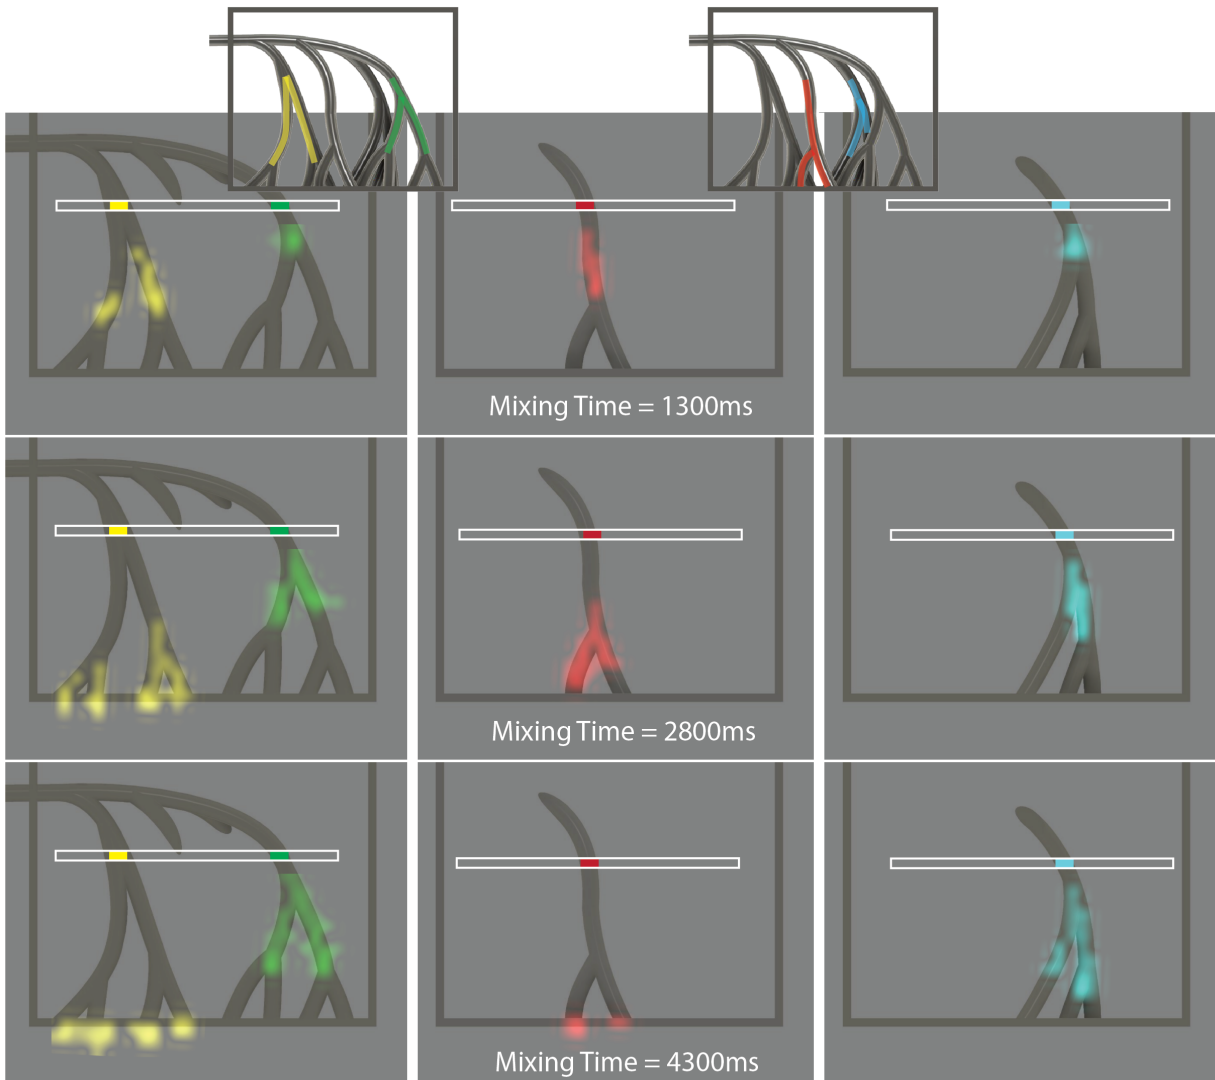 Mixing Time = 1300ms
Mixing Time = 2800ms
Mixing Time = 4300ms